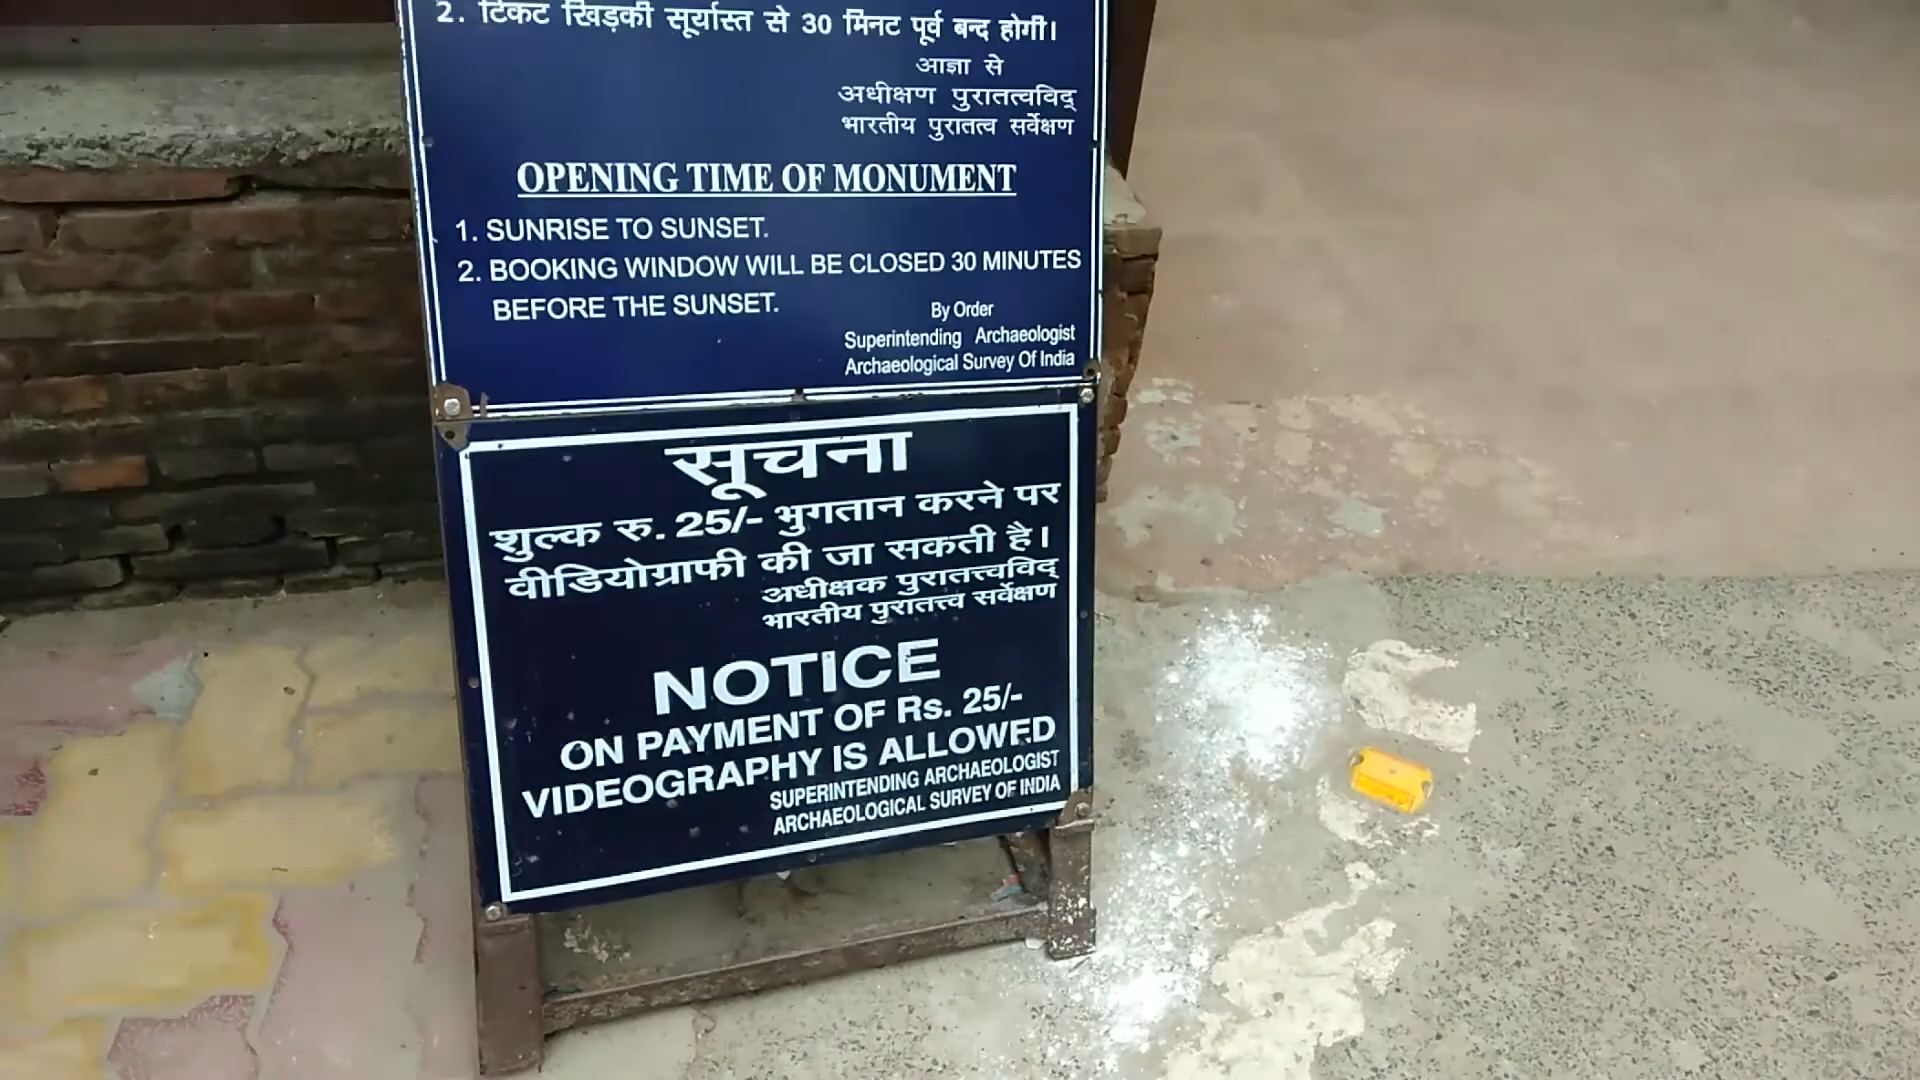 2. टिकट खिड़की सूर्यास्त से 30 मिनट पूर्व बन्द होगी।
आज्ञा से
अधीक्षण पुरातत्वविद्
भारतीय पुरातत्व सर्वेक्षण
OPENING TIME OF MONUMENT
1. SUNRISE TO SUNSET.
2. BOOKING WINDOW WILL BE CLOSED 30 MINUTES
BEFORE THE SUNSET.
By Order
Superintending Archaeologist
Archaeological Survey Of India
सूचना
शुल्क रु. 25/- भुगतान करने पर
वीडियोग्राफी की जा सकती है।
अधीक्षक पुरातत्त्वविद्
भारतीय पुरातत्त्व सर्वेक्षण
NOTICE
ON PAYMENT OF Rs. 25/-
VIDEOGRAPHY IS ALLOWED
SUPERINTENDING ARCHAEOLOGIST
ARCHAEOLOGICAL SURVEY OF INDIA